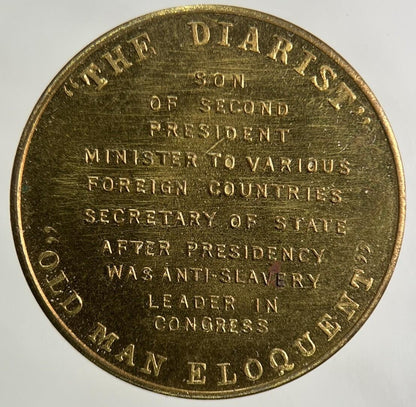 "THE DIARIST"
SON
OF SECOND
PRESIDENT
MINISTER TO VARIOUS
FOREIGN COUNTRIES
SECRETARY OF STATE
AFTER PRESIDENCY
WAS ANTI-SLAVERY
LEADER IN
CONGRESS
"OLD MAN ELOQUENT"